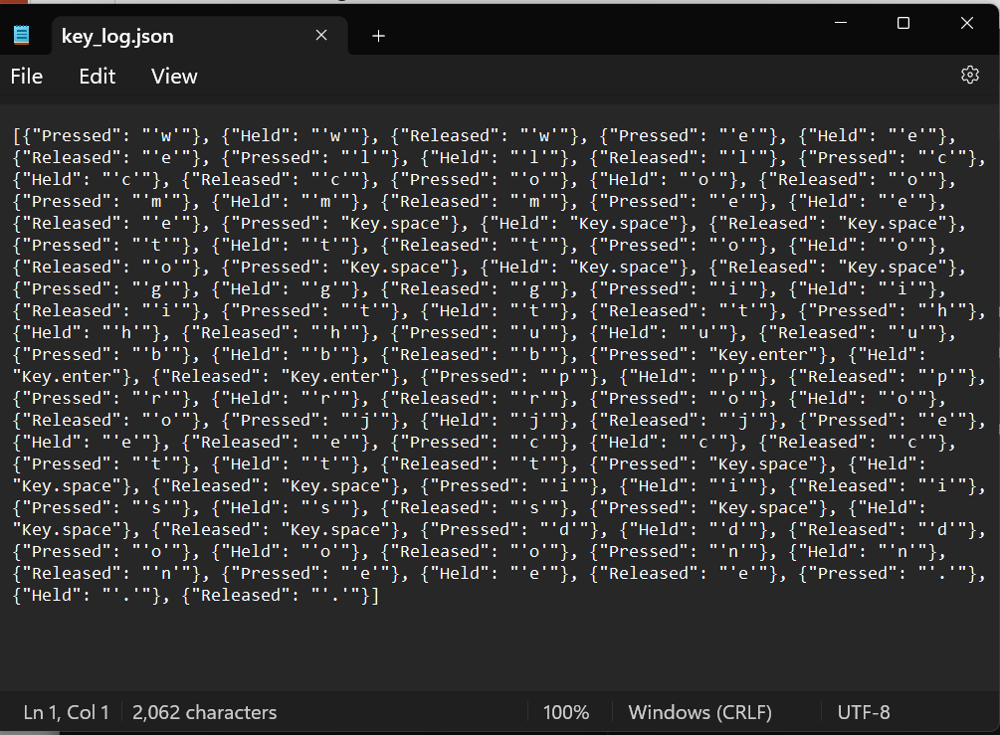 key_log.json
File Edit View
[{"Pressed": "'w'"}, {"Held": "'w'"}, {"Released": "'w'"}, {"Pressed": "'e'"}, {"Held": "'e'"},
{"Released": "'e'"}, {"Pressed": "'l'"}, {"Held": "'l'"}, {"Released": "'l'"}, {"Pressed": "'c'"},
{"Held": "'c'"}, {"Released": "'c'"}, {"Pressed": "'o'"}, {"Held": "'o'"}, {"Released": "'o'"},
{"Pressed": "'m'"}, {"Held": "'m'"}, {"Released": "'m'"}, {"Pressed": "'e'"}, {"Held": "'e'"},
{"Released": "'e'"}, {"Pressed": "Key.space"}, {"Held": "Key.space"}, {"Released": "Key.space"},
{"Pressed": "'t'"}, {"Held": "'t'"}, {"Released": "'t'"}, {"Pressed": "'o'"}, {"Held": "'o'"},
{"Released": "'o'"}, {"Pressed": "Key.space"}, {"Held": "Key.space"}, {"Released": "Key.space"},
{"Pressed": "'g'"}, {"Held": "'g'"}, {"Released": "'g'"}, {"Pressed": "'i'"}, {"Held": "'i'"},
{"Released": "'i'"}, {"Pressed": "'t'"}, {"Held": "'t'"}, {"Released": "'t'"}, {"Pressed": "'h'"},
{"Held": "'h'"}, {"Released": "'h'"}, {"Pressed": "'u'"}, {"Held": "'u'"}, {"Released": "'u'"},
{"Pressed": "'b'"}, {"Held": "'b'"}, {"Released": "'b'"}, {"Pressed": "Key.enter"}, {"Held":
"Key.enter"}, {"Released": "Key.enter"}, {"Pressed": "'p'"}, {"Held": "'p'"}, {"Released": "'p'"},
{"Pressed": "'r'"}, {"Held": "'r'"}, {"Released": "'r'"}, {"Pressed": "'o'"}, {"Held": "'o'"},
{"Released": "'o'"}, {"Pressed": "'j'"}, {"Held": "'j'"}, {"Released": "'j'"}, {"Pressed": "'e'"},
{"Held": "'e'"}, {"Released": "'e'"}, {"Pressed": "'c'"}, {"Held": "'c'"}, {"Released": "'c'"},
{"Pressed": "'t'"}, {"Held": "'t'"}, {"Released": "'t'"}, {"Pressed": "Key.space"}, {"Held":
"Key.space"}, {"Released": "Key.space"}, {"Pressed": "'i'"}, {"Held": "'i'"}, {"Released": "'i'"},
{"Pressed": "'s'"}, {"Held": "'s'"}, {"Released": "'s'"}, {"Pressed": "Key.space"}, {"Held":
"Key.space"}, {"Released": "Key.space"}, {"Pressed": "'d'"}, {"Held": "'d'"}, {"Released": "'d'"},
{"Pressed": "'o'"}, {"Held": "'o'"}, {"Released": "'o'"}, {"Pressed": "'n'"}, {"Held": "'n'"},
{"Released": "'n'"}, {"Pressed": "'e'"}, {"Held": "'e'"}, {"Released": "'e'"}, {"Pressed": "'.'"},
{"Held": "'.'"}, {"Released": "'.'"}]
Ln 1, Col 1 2,062 characters 100% Windows (CRLF) UTF-8